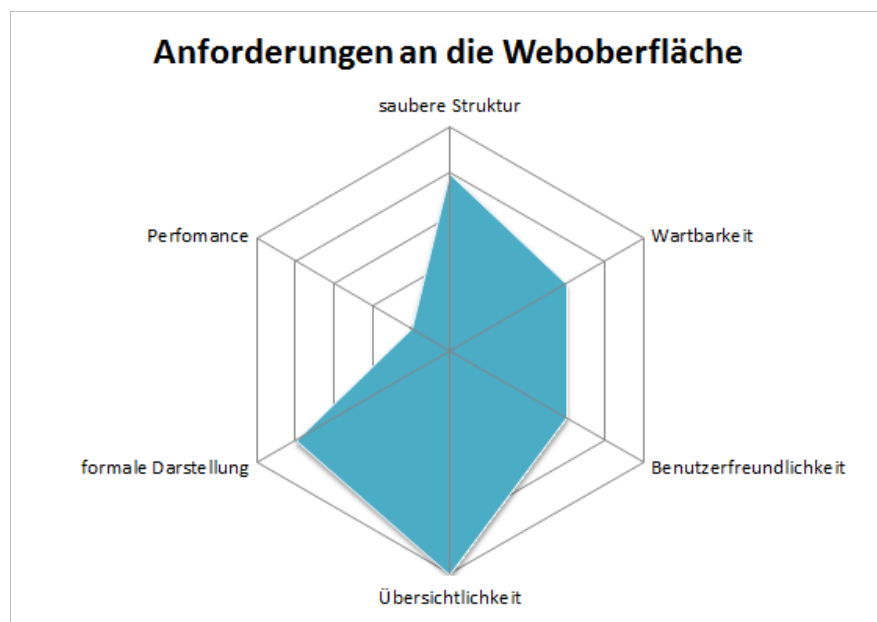 Anforderungen an die Weboberfläche
saubere Struktur
Perfomance
Wartbarkeit
formale Darstellung
Benutzerfreundlichkeit
Übersichtlichkeit